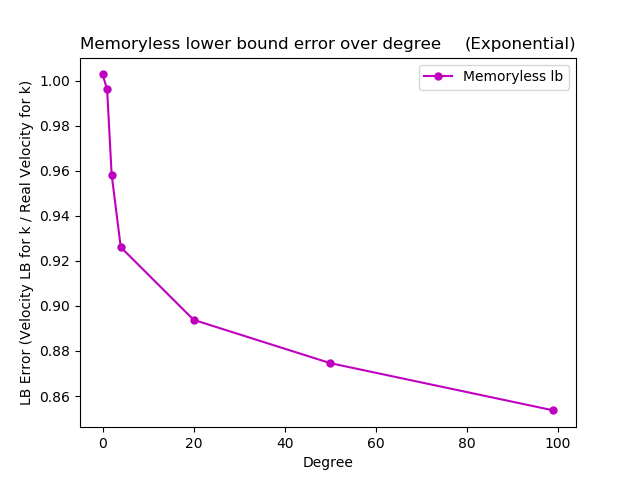 Memoryless lower bound error over degree (Exponential)
Memoryless lb
LB Error (Velocity LB for k / Real Velocity for k)
1.00
0.98
0.96
0.94
0.92
0.90
0.88
0.86
0 20 40 60 80 100
Degree